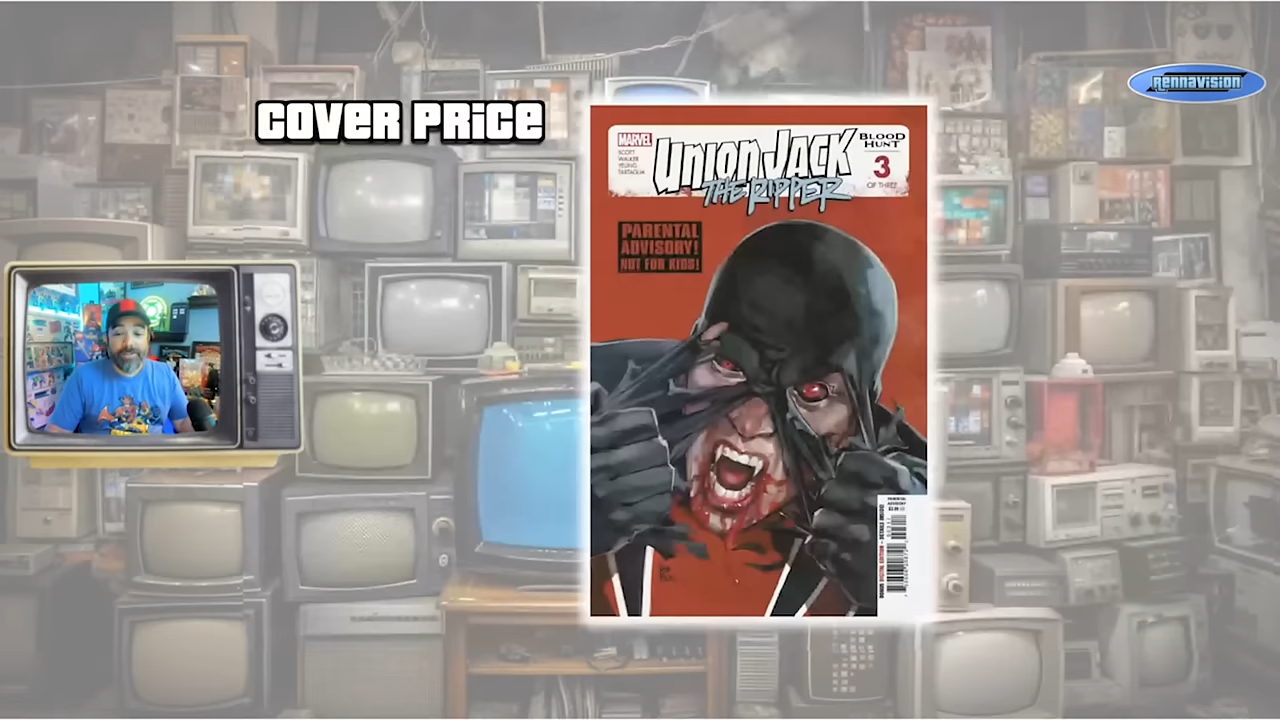 COVER PRICE
RENNAVISION
MARVEL
UNION JACK
THE RIPPER
BLOOD
HUNT
3
OF THREE
PARENTAL
ADVISORY!
NOT FOR KIDS!